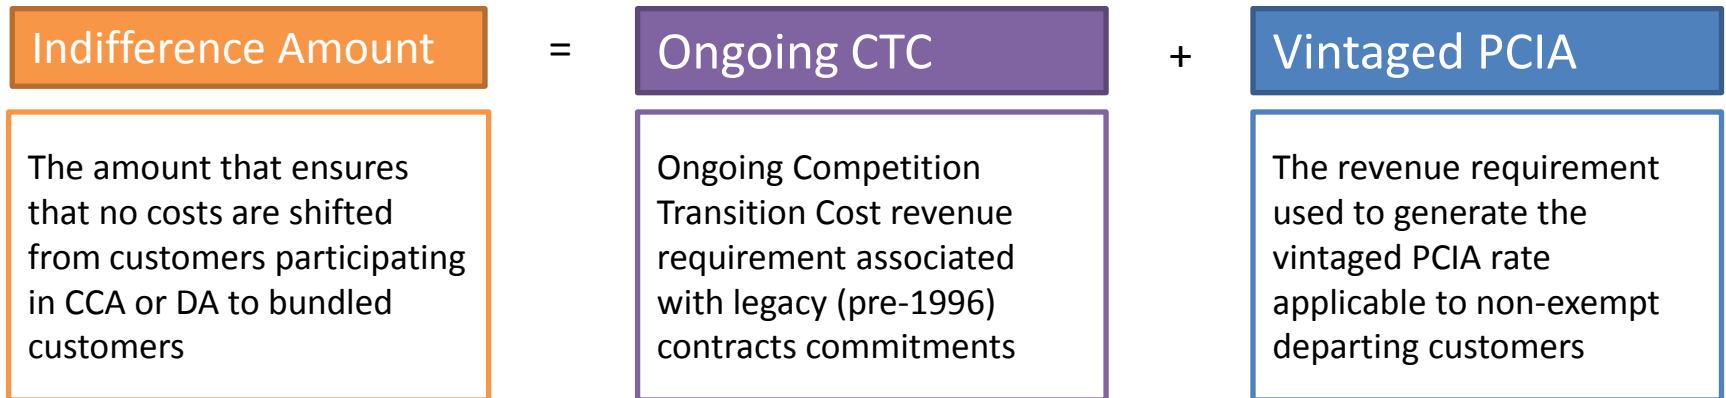 Indifference Amount
=
Ongoing CTC
+
Vintaged PCIA
The amount that ensures
that no costs are shifted
from customers participating
in CCA or DA to bundled
customers
Ongoing Competition
Transition Cost revenue
requirement associated
with legacy (pre-1996)
contracts commitments
The revenue requirement
used to generate the
vintaged PCIA rate
applicable to non-exempt
departing customers